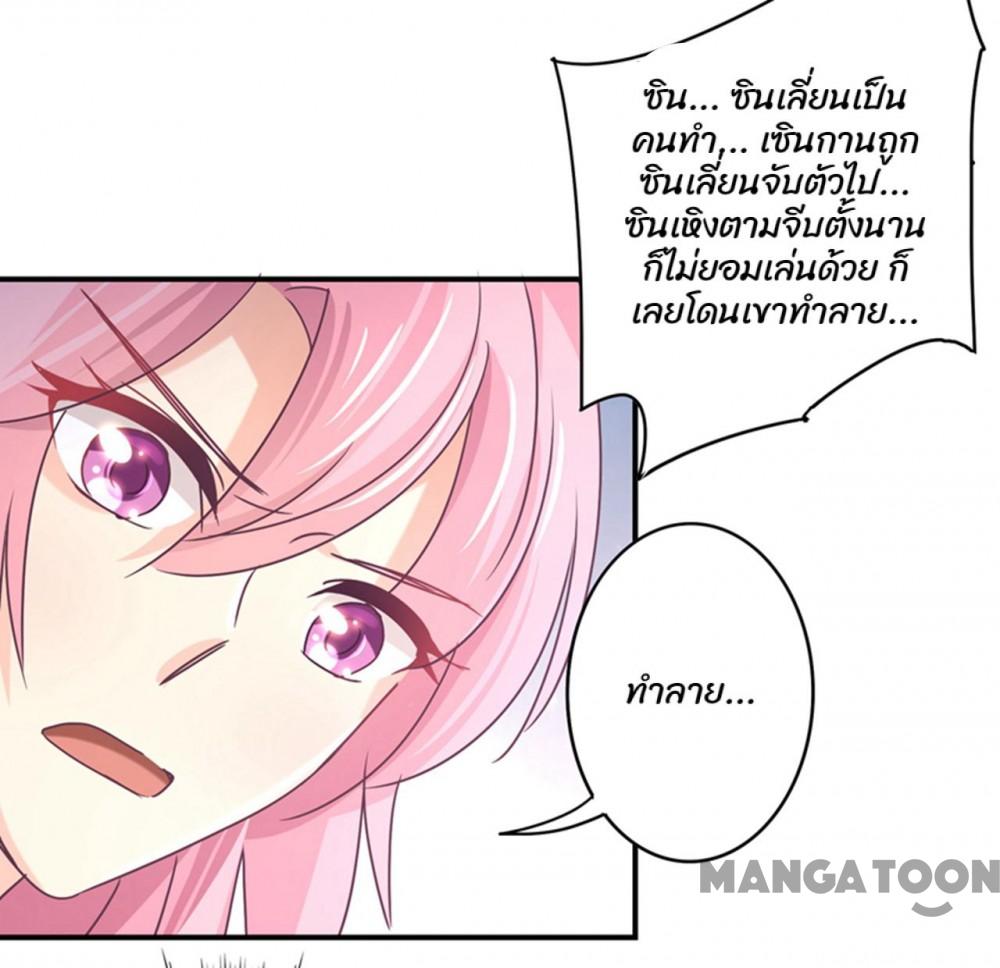 ซิน... ซินเลี่ยนเป็น
คนทำ... เซินกานถูก
ซินเลี่ยนจับตัวไป...
ซินเหิงตามจีบตั้งนาน
ก็ไม่ยอมเล่นด้วย ก็
เลยโดนเขาทำลาย...
ทำลาย...
MANGATOON